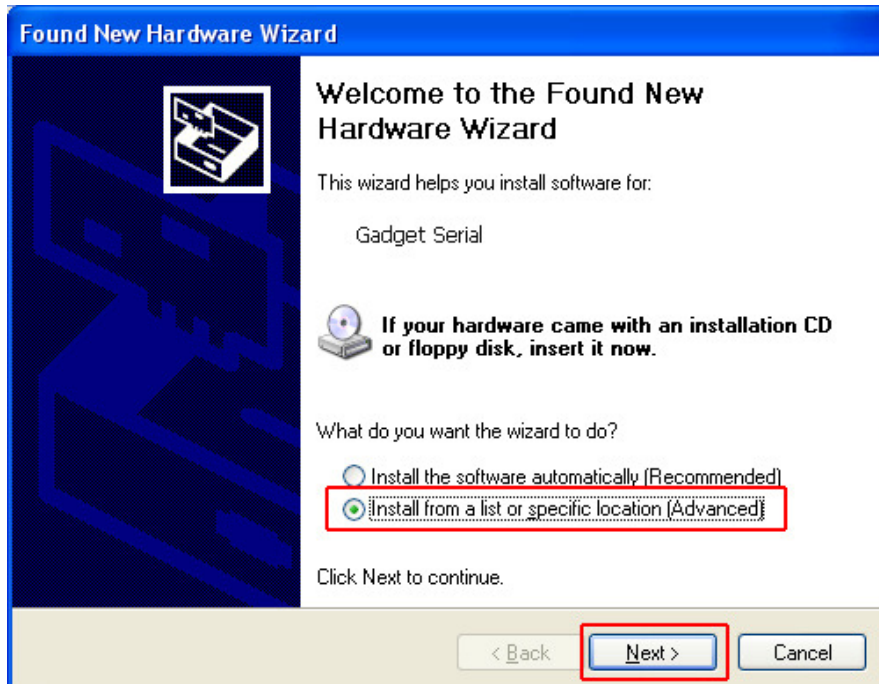 Found New Hardware Wizard
Welcome to the Found New
Hardware Wizard
This wizard helps you install software for:
Gadget Serial
If your hardware came with an installation CD
or floppy disk, insert it now.
What do you want the wizard to do?
Install the software automatically (Recommended)
Install from a list or specific location (Advanced)
Click Next to continue.
< Back Next > Cancel